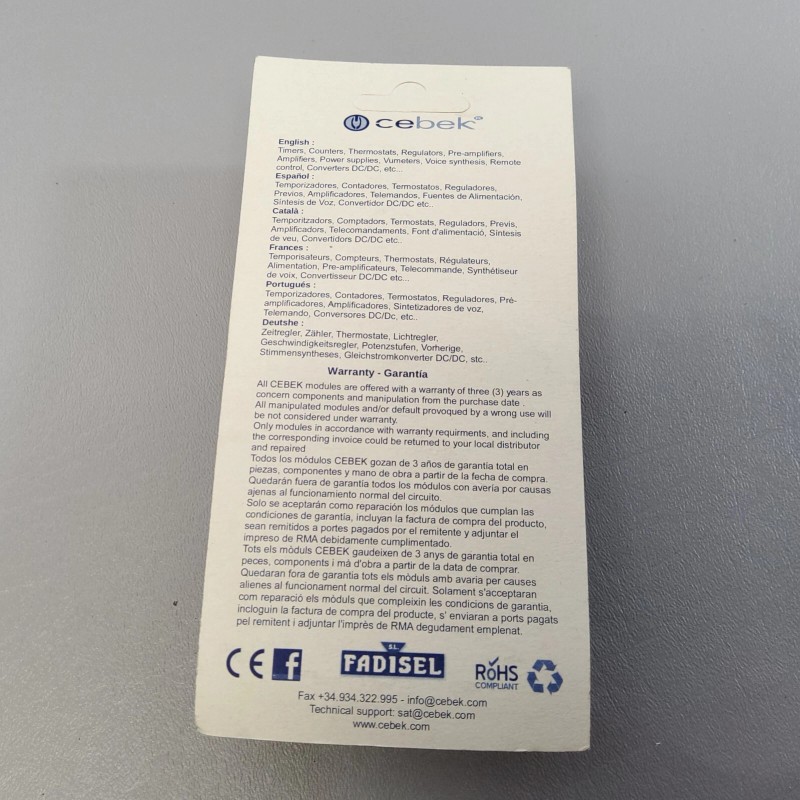 cebek
English :
Timers, Counters, Thermostats, Regulators, Pre-amplifiers,
Amplifiers, Power supplies, Vumeters, Voice synthesis, Remote
control, Converters DC/DC, etc...
Español :
Temporizadores, Contadores, Termostatos, Reguladores,
Previos, Amplificadores, Telemandos, Fuentes de Alimentación,
Síntesis de Voz, Convertidor DC/DC etc..
Català :
Temporitzadors, Comptadors, Termostats, Reguladors, Previs,
Amplificadors, Telecomandaments, Font d'alimentació, Síntesis
de veu, Convertidors DC/DC etc..
Frances :
Temporisateurs, Compteurs, Thermostats, Régulateurs,
Alimentation, Pre-amplificateurs, Telecommande, Synthétiseur
de voix, Convertisseur DC/DC etc...
Portugués :
Temporizadores, Contadores, Termostatos, Reguladores, Pré-
amplificadores, Amplificadores, Sintetizadores de voz,
Telemando, Conversores DC/Dc, etc..
Deutshe :
Zeitregler, Zähler, Thermostate, Lichtregler,
Geschwindigkeitsregler, Potenzstufen, Vorherige,
Stimmensyntheses, Gleichstromkonverter DC/DC, stc..
Warranty - Garantía
All CEBEK modules are offered with a warranty of three (3) years as
concern components and manipulation from the purchase date .
All manipulated modules and/or default provoqued by a wrong use will
be not considered under warranty.
Only modules in accordance with warranty requirments, and including
the corresponding invoice could be returned to your local distributor
and repaired
Todos los módulos CEBEK gozan de 3 años de garantia total en
piezas, componentes y mano de obra a partir de la fecha de compra.
Quedarán fuera de garantía todos los módulos con averia por causas
ajenas al funcionamiento normal del circuito.
Solo se aceptarán como reparación los módulos que cumplan las
condiciones de garantía, incluyan la factura de compra del producto,
sean remitidos a portes pagados por el remitente y adjuntar el
impreso de RMA debidamente cumplimentado.
Tots els mòduls CEBEK gaudeixen de 3 anys de garantia total en
peces, components i má d'obra a partir de la data de comprar.
Quedaran fora de garantia tots els móduls amb avaria per causes
alienes al funcionament normal del circuit. Solament s'acceptaran
com reparació els móduls que compleixin les condicions de garantia,
incloguin la factura de compra del producte, s' enviaran a ports pagats
pel remitent i adjuntar l'imprès de RMA degudament emplenat.
CE f S.L. FADISEL RoHS COMPLIANT
Fax +34.934.322.995 - info@cebek.com
Technical support: sat@cebek.com
www.cebek.com